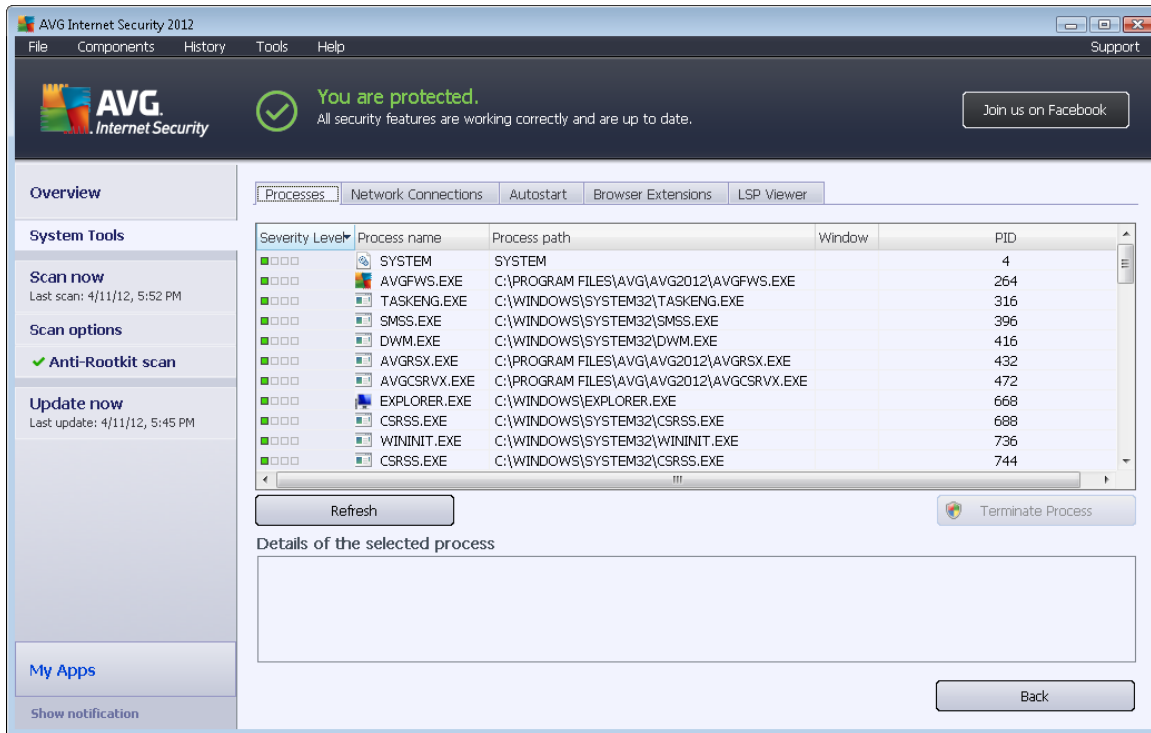 AVG Internet Security 2012
File Components History Tools Help Support
AVG.
Internet Security
You are protected.
All security features are working correctly and are up to date.
Join us on Facebook
Overview
System Tools
Scan now
Last scan: 4/11/12, 5:52 PM
Scan options
Anti-Rootkit scan
Update now
Last update: 4/11/12, 5:45 PM
My Apps
Show notification
Processes Network Connections Autostart Browser Extensions LSP Viewer
Severity Level Process name Process path Window PID
SYSTEM SYSTEM 4
AVGFWS.EXE C:\PROGRAM FILES\AVG\AVG2012\AVGFWS.EXE 264
TASKENG.EXE C:\WINDOWS\SYSTEM32\TASKENG.EXE 316
SMSS.EXE C:\WINDOWS\SYSTEM32\SMSS.EXE 396
DWM.EXE C:\WINDOWS\SYSTEM32\DWM.EXE 416
AVGRSX.EXE C:\PROGRAM FILES\AVG\AVG2012\AVGRSX.EXE 432
AVGCSRVX.EXE C:\PROGRAM FILES\AVG\AVG2012\AVGCSRVX.EXE 472
EXPLORER.EXE C:\WINDOWS\EXPLORER.EXE 668
CSRSS.EXE C:\WINDOWS\SYSTEM32\CSRSS.EXE 688
WININIT.EXE C:\WINDOWS\SYSTEM32\WININIT.EXE 736
CSRSS.EXE C:\WINDOWS\SYSTEM32\CSRSS.EXE 744
Refresh Terminate Process
Details of the selected process
Back